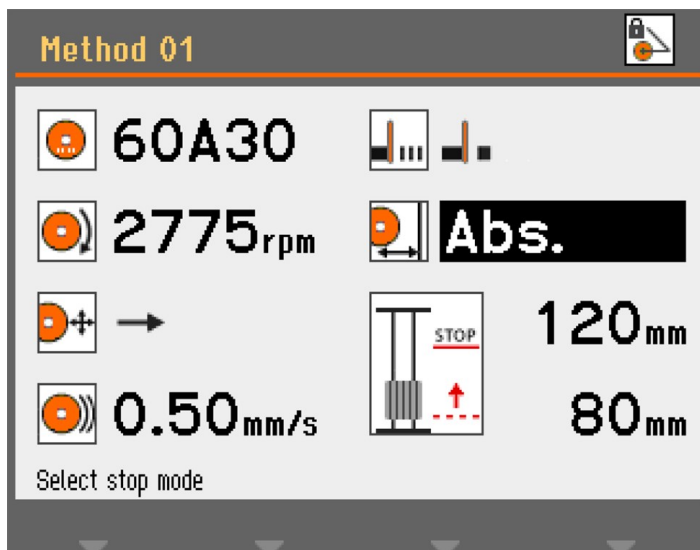 Method 01
60A30
2775rpm
Abs.
STOP
120mm
80mm
0.50mm/s
Select stop mode